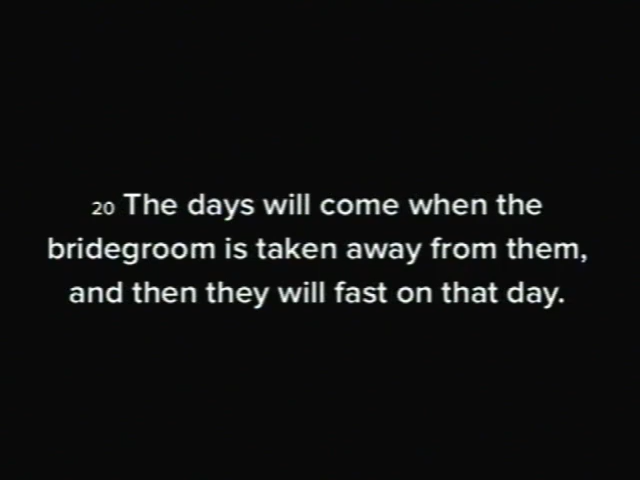 20 The days will come when the
bridegroom is taken away from them,
and then they will fast on that day.